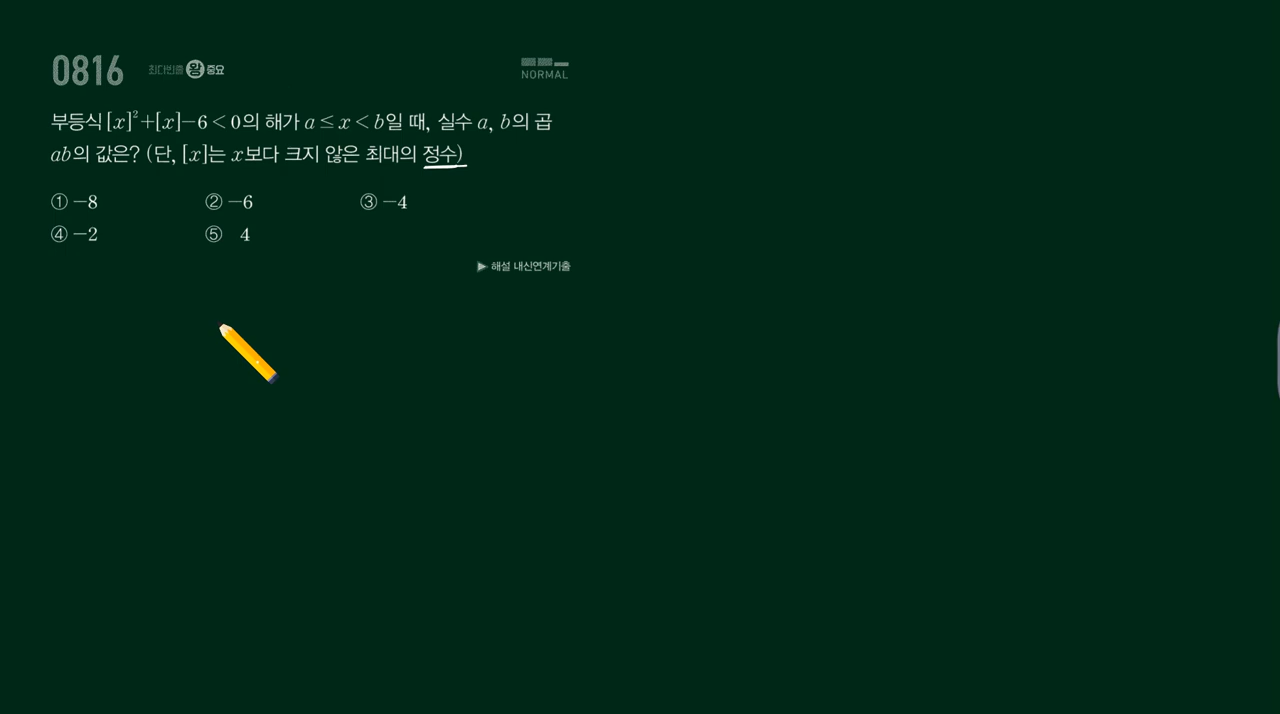 0816 최다빈출 왕 중요
NORMAL
부등식 [x]²+[x]−6<0의 해가 a≤x<b일 때, 실수 a, b의 곱
ab의 값은? (단, [x]는 x보다 크지 않은 최대의 정수)
① −8 ② −6 ③ −4
④ −2 ⑤ 4
▶ 해설 내신연계기출